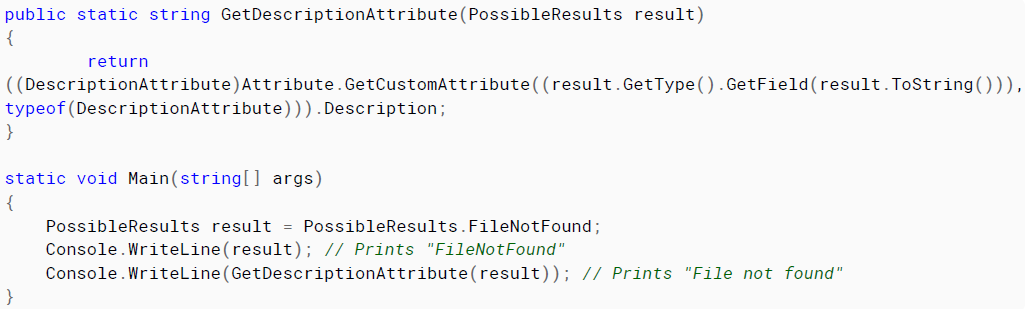 public static string GetDescriptionAttribute(PossibleResults result)
{
        return
((DescriptionAttribute)Attribute.GetCustomAttribute((result.GetType().GetField(result.ToString())),
typeof(DescriptionAttribute))).Description;
}

static void Main(string[] args)
{
    PossibleResults result = PossibleResults.FileNotFound;
    Console.WriteLine(result); // Prints "FileNotFound"
    Console.WriteLine(GetDescriptionAttribute(result)); // Prints "File not found"
}